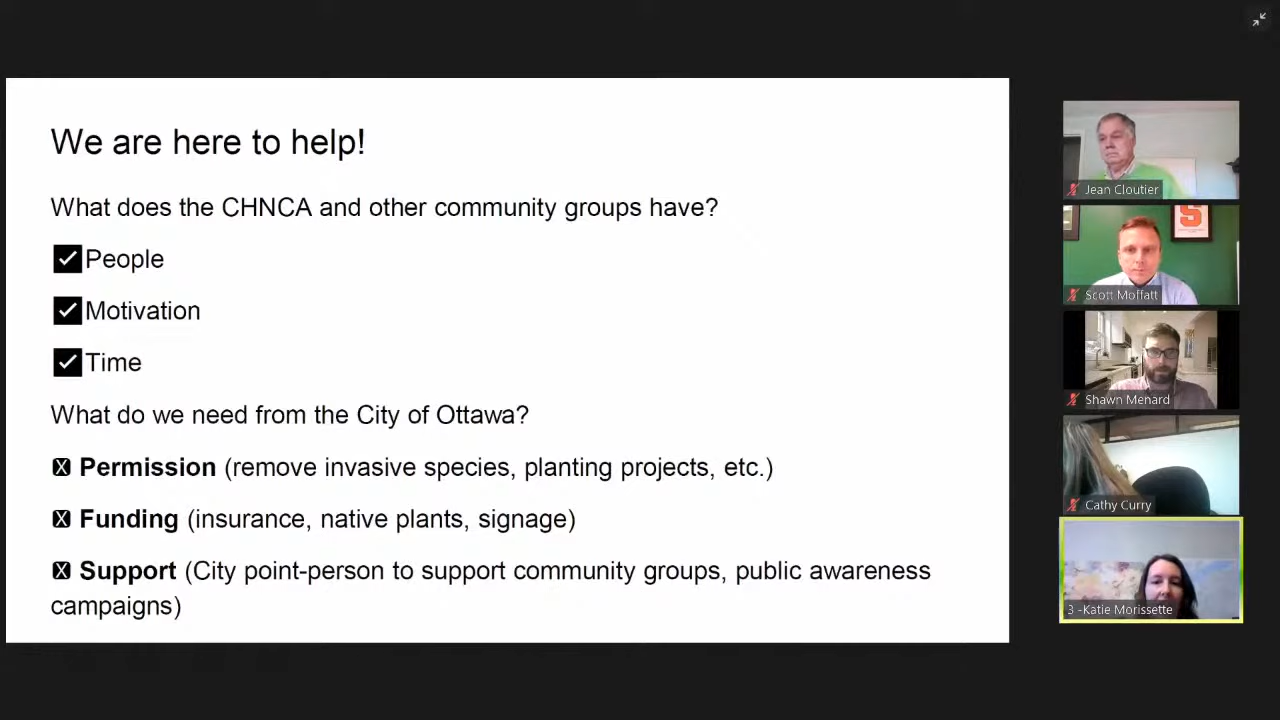 We are here to help!
What does the CHNCA and other community groups have?
People
Motivation
Time
What do we need from the City of Ottawa?
Permission (remove invasive species, planting projects, etc.)
Funding (insurance, native plants, signage)
Support (City point-person to support community groups, public awareness
campaigns)
Jean Cloutier
S
Scott Moffatt
Shawn Menard
Cathy Curry
3 -Katie Morissette